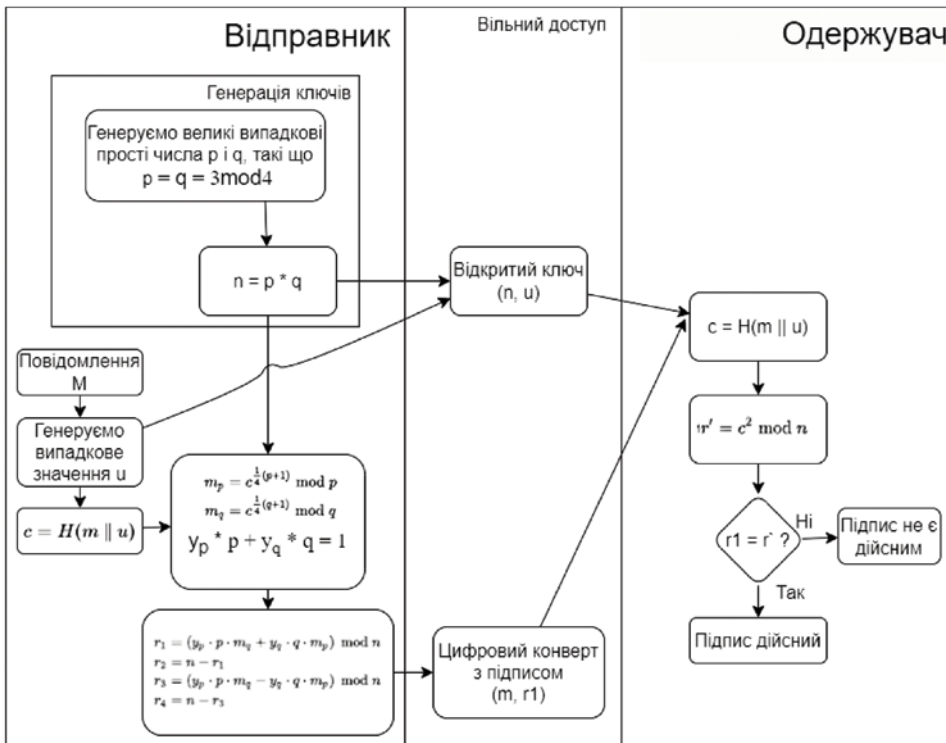 Відправник
Генерація ключів
Генеруємо великі випадкові
прості числа p і q, такі що
p = q = 3mod4
n = p * q
Повідомлення
М
Генеруємо
випадкове
значення u
c = H(m ∥ u)
m_p = c^{\frac{1}{4}(p+1)} mod p
m_q = c^{\frac{1}{4}(q+1)} mod q
y_p * p + y_q * q = 1
r_1 = (y_p · p · m_q + y_q · q · m_p) mod n
r_2 = n − r_1
r_3 = (y_p · p · m_q − y_q · q · m_p) mod n
r_4 = n − r_3
Вільний доступ
Відкритий ключ
(n, u)
Цифровий конверт
з підписом
(m, r1)
Одержувач
c = H(m || u)
r′ = c² mod n
r1 = r` ?
Ні
Підпис не є
дійсним
Так
Підпис дійсний